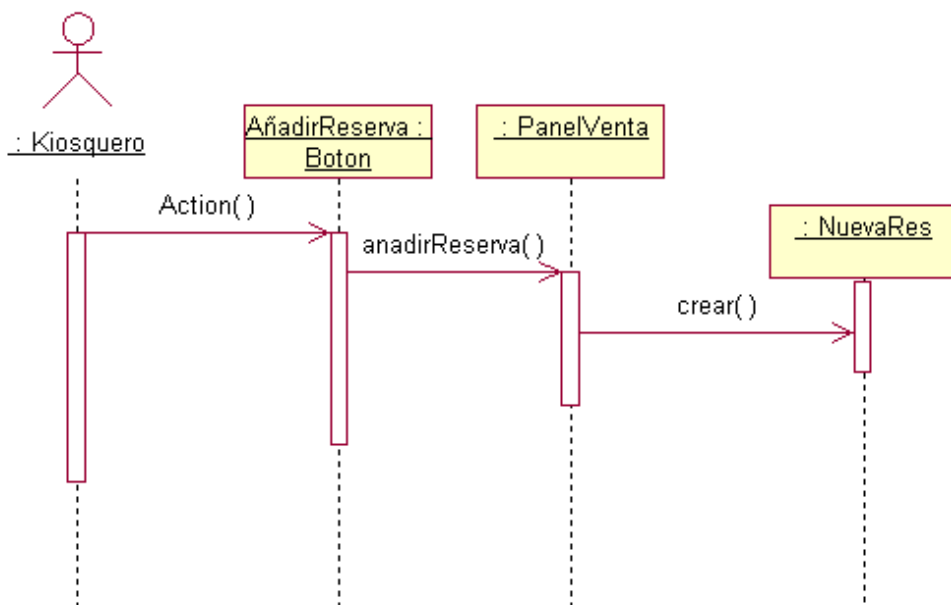 : Kiosquero
AñadirReserva :
Boton
: PanelVenta
: NuevaRes
Action( )
anadirReserva( )
crear( )